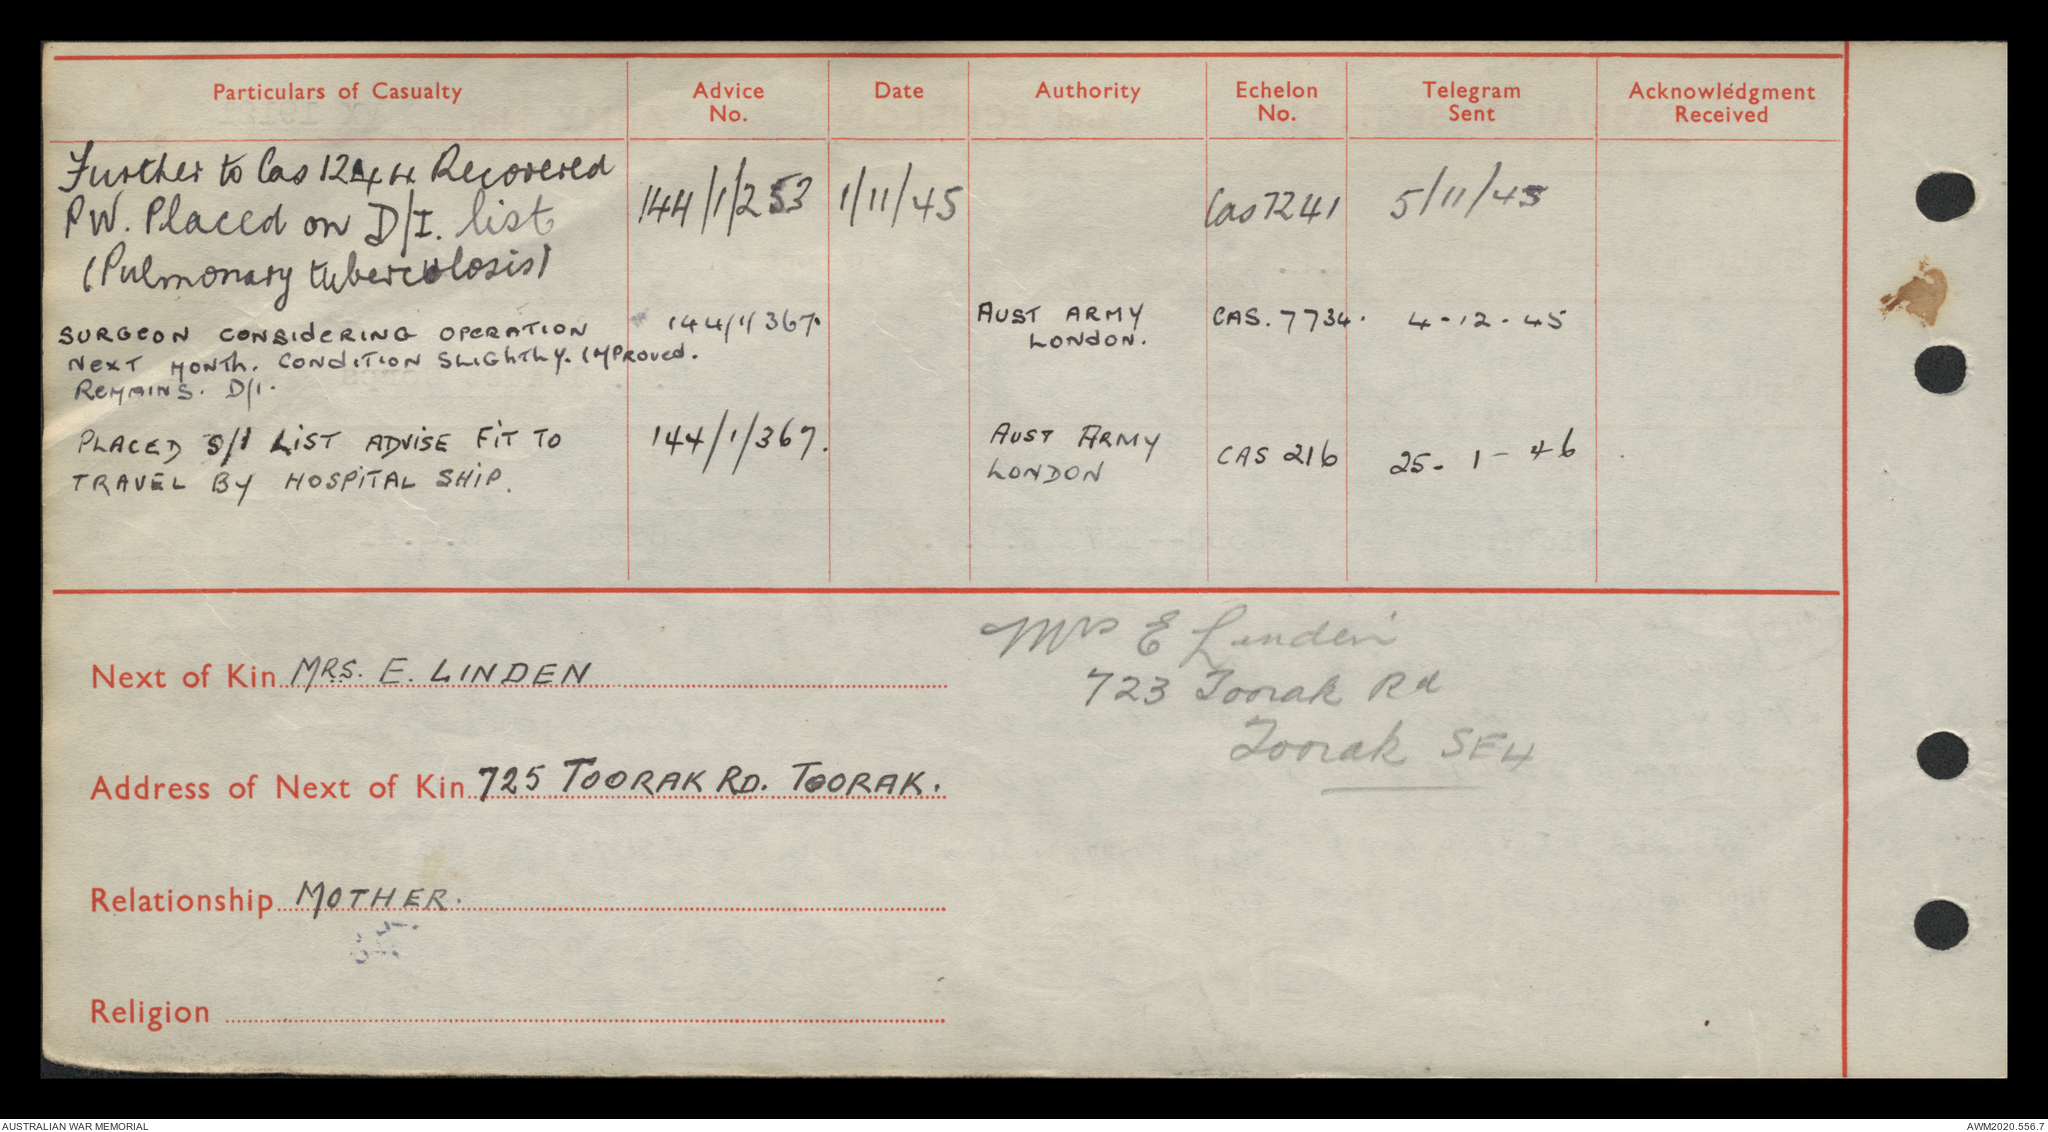 Particulars of Casualty | Advice No. | Date | Authority | Echelon No. | Telegram Sent | Acknowledgment Received
Further to Cas 1244 Recovered
P W. Placed on D/I. list | 144/1/253 | 1/11/45 | Cas 7241 | 5/11/45
(Pulmonary tuberculosis)
SURGEON CONSIDERING OPERATION | 144/1/367. | AUST ARMY LONDON. | CAS. 7734. | 4-12-45
NEXT MONTH. CONDITION SLIGHTLY. IMPROVED.
REMAINS. D/I.
PLACED S/I LIST ADVISE FIT TO | 144/1/367. | AUST ARMY LONDON | CAS 216 | 25-1-46
TRAVEL BY HOSPITAL SHIP.
Next of Kin MRS. E. LINDEN
Mrs E Linden
723 Toorak Rd
Toorak SE4
Address of Next of Kin 725 TOORAK RD. TOORAK.
Relationship MOTHER.
Religion
AUSTRALIAN WAR MEMORIAL
AWM2020.556.7